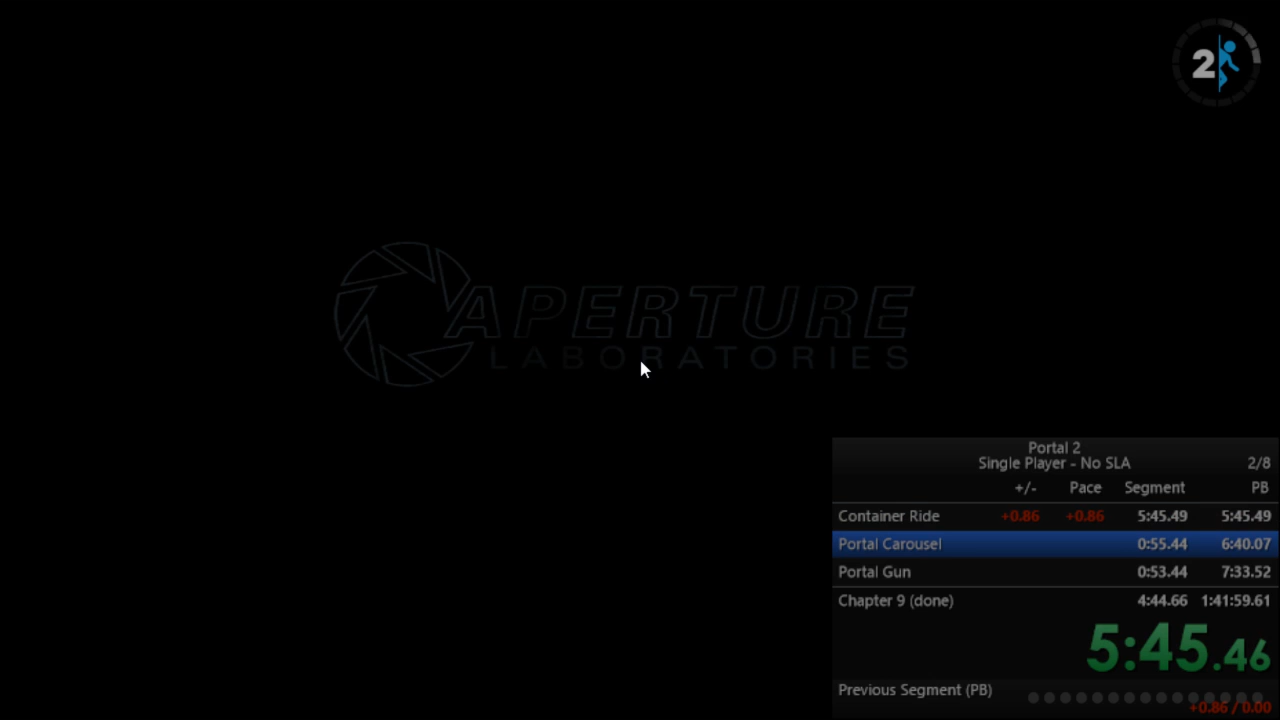 2
APERTURE
LABORATORIES
Portal 2
Single Player - No SLA 2/8
+/- Pace Segment PB
Container Ride +0.86 +0.86 5:45.49 5:45.49
Portal Carousel 0:55.44 6:40.07
Portal Gun 0:53.44 7:33.52
Chapter 9 (done) 4:44.66 1:41:59.61
5:45.46
Previous Segment (PB)
+0.86 / 0.00